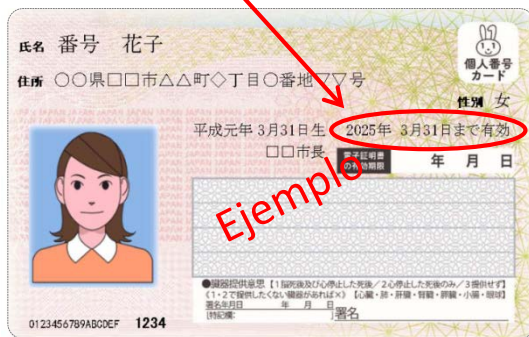 氏名 番号 花子
個人番号
カード
住所 ○○県□□市△△町◇丁目○番地▽▽号
性別 女
平成元年 3月31日生 2025年 3月31日まで有効
□□市長 電子証明書の有効期限 年 月 日
Ejemplo
●臓器提供意思【1 脳死後及び心停止した死後/2 心停止した死後のみ/3 提供せず】
《1・2で提供したくない臓器があれば×》【心臓・肺・肝臓・腎臓・膵臓・小腸・眼球】
署名年月日 年 月 日
[特記欄: ] 署名
0123456789ABCDEF 1234